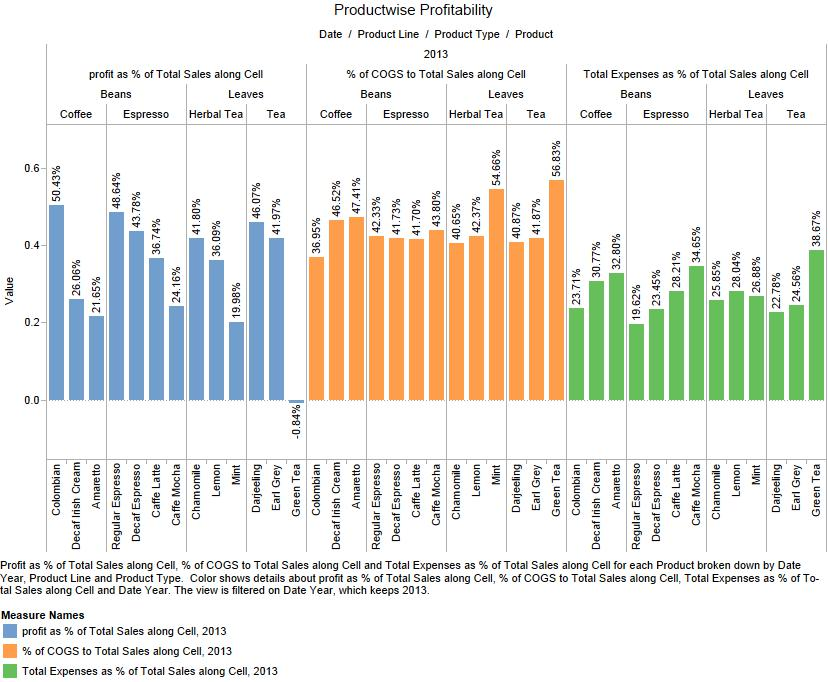 Productwise Profitability
Date / Product Line / Product Type / Product
2013
profit as % of Total Sales along Cell
% of COGS to Total Sales along Cell
Total Expenses as % of Total Sales along Cell
Beans
Leaves
Beans
Leaves
Beans
Leaves
Coffee
Espresso
Herbal Tea
Tea
Coffee
Espresso
Herbal Tea
Tea
Coffee
Espresso
Herbal Tea
Tea
Value
0.6
0.4
0.2
0.0
50.43%
26.06%
21.65%
48.64%
43.78%
36.74%
24.16%
41.80%
36.09%
19.98%
46.07%
41.97%
-0.84%
36.95%
46.52%
47.41%
42.33%
41.73%
41.70%
43.80%
40.65%
42.37%
54.66%
40.87%
41.87%
56.83%
23.71%
30.77%
32.80%
19.62%
23.45%
28.21%
34.65%
25.85%
28.04%
26.88%
22.78%
24.56%
38.67%
Colombian
Decaf Irish Cream
Amaretto
Regular Espresso
Decaf Espresso
Caffe Latte
Caffe Mocha
Chamomile
Lemon
Mint
Darjeeling
Earl Grey
Green Tea
Colombian
Decaf Irish Cream
Amaretto
Regular Espresso
Decaf Espresso
Caffe Latte
Caffe Mocha
Chamomile
Lemon
Mint
Darjeeling
Earl Grey
Green Tea
Colombian
Decaf Irish Cream
Amaretto
Regular Espresso
Decaf Espresso
Caffe Latte
Caffe Mocha
Chamomile
Lemon
Mint
Darjeeling
Earl Grey
Green Tea
Profit as % of Total Sales along Cell, % of COGS to Total Sales along Cell and Total Expenses as % of Total Sales along Cell for each Product broken down by Date
Year, Product Line and Product Type. Color shows details about profit as % of Total Sales along Cell, % of COGS to Total Sales along Cell, Total Expenses as % of To-
tal Sales along Cell and Date Year. The view is filtered on Date Year, which keeps 2013.
Measure Names
profit as % of Total Sales along Cell, 2013
% of COGS to Total Sales along Cell, 2013
Total Expenses as % of Total Sales along Cell, 2013